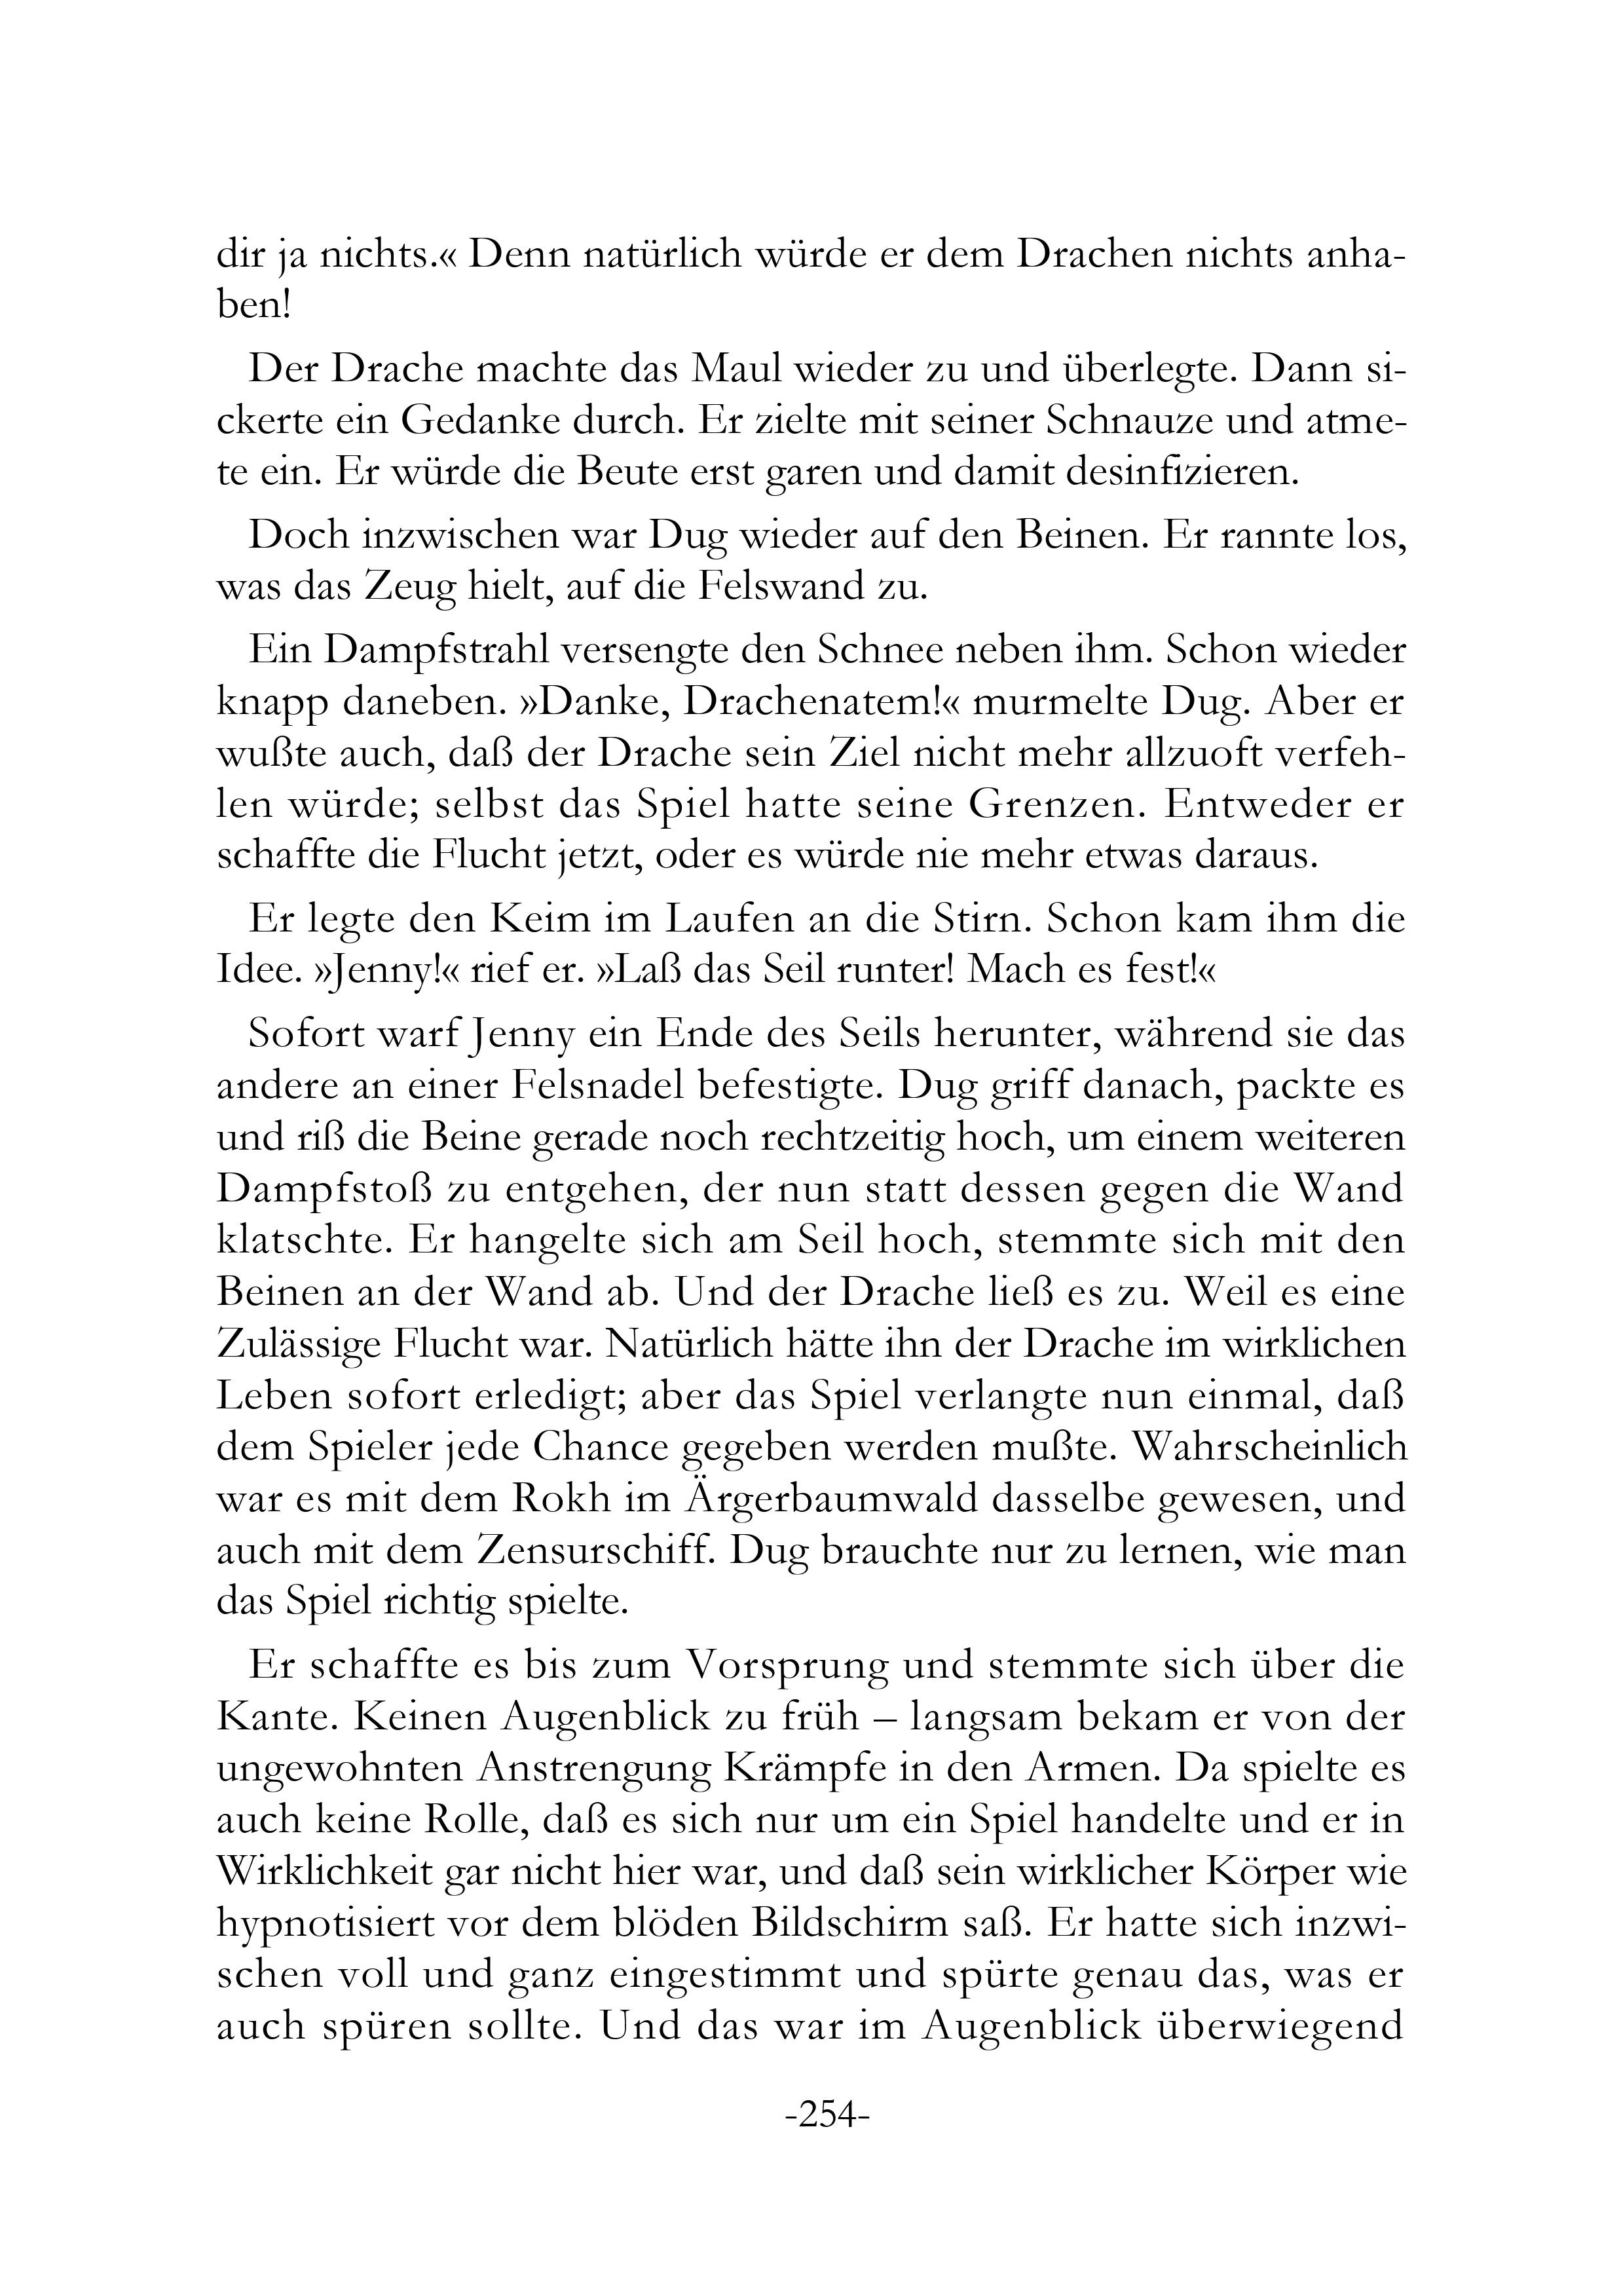 dir ja nichts.« Denn natürlich würde er dem Drachen nichts anha-
ben!
Der Drache machte das Maul wieder zu und überlegte. Dann si-
ckerte ein Gedanke durch. Er zielte mit seiner Schnauze und atme-
te ein. Er würde die Beute erst garen und damit desinfizieren.
Doch inzwischen war Dug wieder auf den Beinen. Er rannte los,
was das Zeug hielt, auf die Felswand zu.
Ein Dampfstrahl versengte den Schnee neben ihm. Schon wieder
knapp daneben. »Danke, Drachenatem!« murmelte Dug. Aber er
wußte auch, daß der Drache sein Ziel nicht mehr allzuoft verfeh-
len würde; selbst das Spiel hatte seine Grenzen. Entweder er
schaffte die Flucht jetzt, oder es würde nie mehr etwas daraus.
Er legte den Keim im Laufen an die Stirn. Schon kam ihm die
Idee. »Jenny!« rief er. »Laß das Seil runter! Mach es fest!«
Sofort warf Jenny ein Ende des Seils herunter, während sie das
andere an einer Felsnadel befestigte. Dug griff danach, packte es
und riß die Beine gerade noch rechtzeitig hoch, um einem weiteren
Dampfstoß zu entgehen, der nun statt dessen gegen die Wand
klatschte. Er hangelte sich am Seil hoch, stemmte sich mit den
Beinen an der Wand ab. Und der Drache ließ es zu. Weil es eine
Zulässige Flucht war. Natürlich hätte ihn der Drache im wirklichen
Leben sofort erledigt; aber das Spiel verlangte nun einmal, daß
dem Spieler jede Chance gegeben werden mußte. Wahrscheinlich
war es mit dem Rokh im Ärgerbaumwald dasselbe gewesen, und
auch mit dem Zensurschiff. Dug brauchte nur zu lernen, wie man
das Spiel richtig spielte.
Er schaffte es bis zum Vorsprung und stemmte sich über die
Kante. Keinen Augenblick zu früh – langsam bekam er von der
ungewohnten Anstrengung Krämpfe in den Armen. Da spielte es
auch keine Rolle, daß es sich nur um ein Spiel handelte und er in
Wirklichkeit gar nicht hier war, und daß sein wirklicher Körper wie
hypnotisiert vor dem blöden Bildschirm saß. Er hatte sich inzwi-
schen voll und ganz eingestimmt und spürte genau das, was er
auch spüren sollte. Und das war im Augenblick überwiegend
-254-